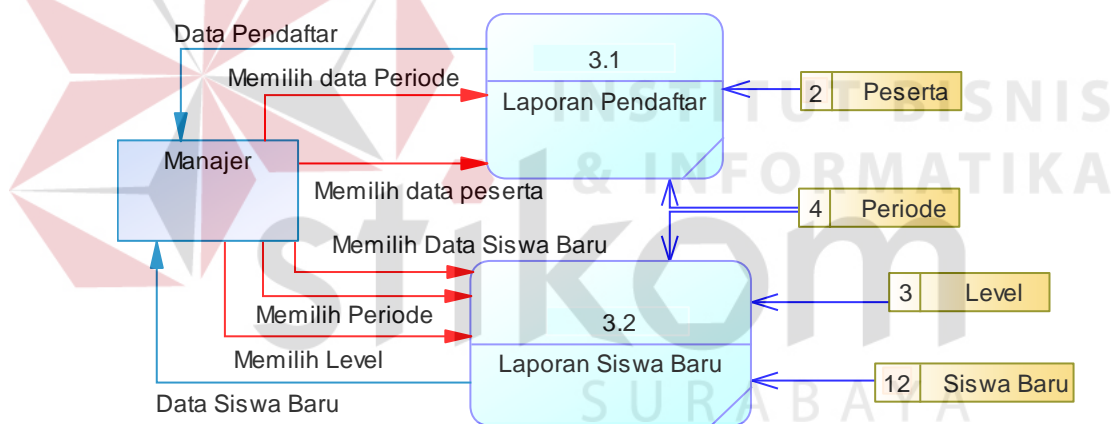 Data Pendaftar
Memilih data Periode
3.1
Laporan Pendaftar
2 Peserta
INSTITUT BISNIS
& INFORMATIKA
Manajer
Memilih data peserta
4 Periode
stikom
Memilih Data Siswa Baru
3 Level
Memilih Periode
3.2
Memilih Level
Laporan Siswa Baru
12 Siswa Baru
Data Siswa Baru
SURABAYA